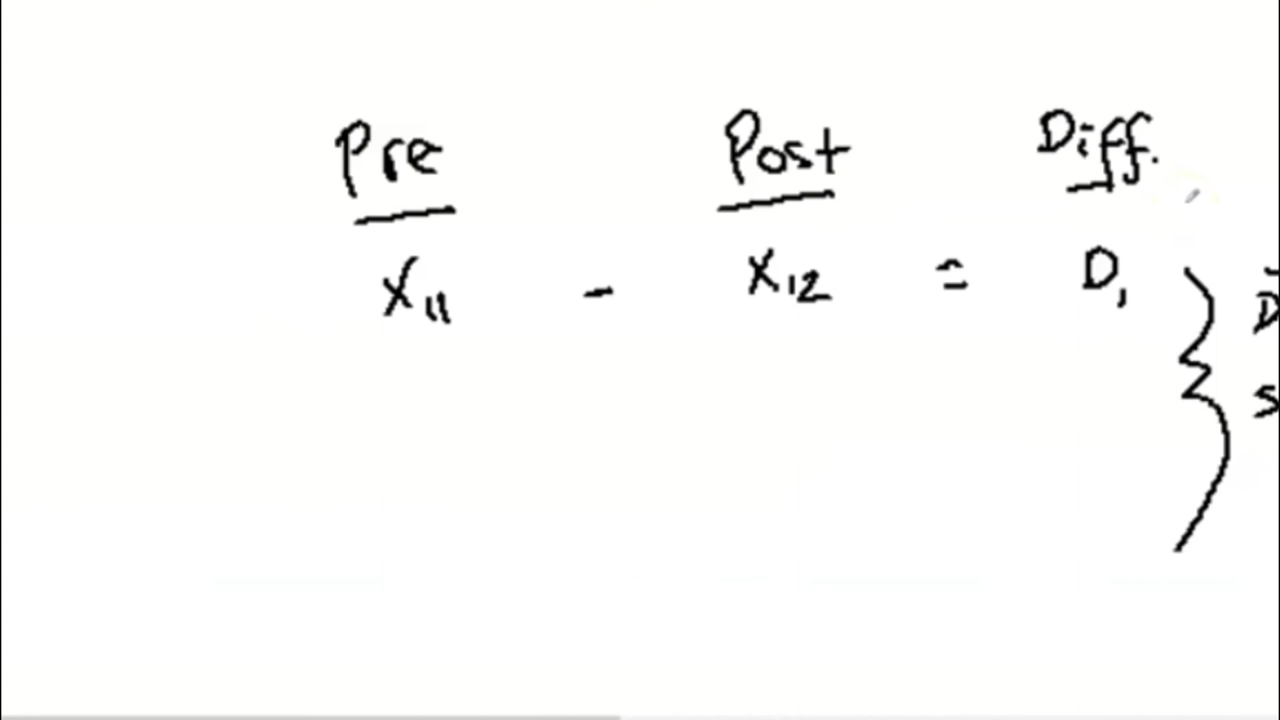 Pre Post Diff.
X11 - X12 = D1